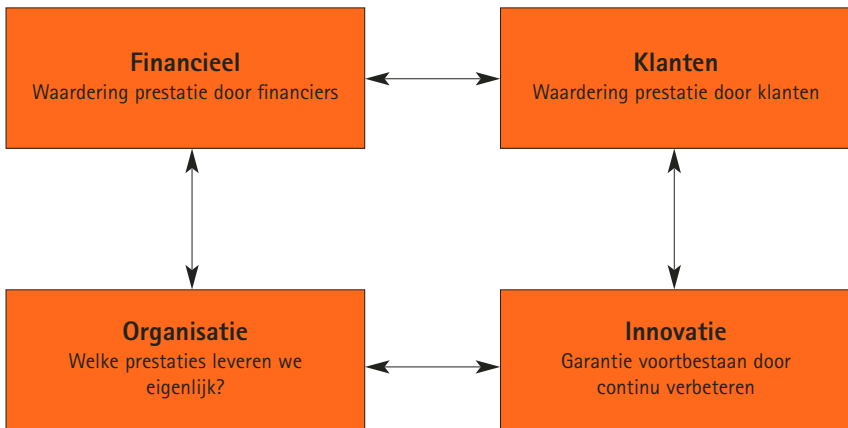 Financieel
Waardering prestatie door financiers
Klanten
Waardering prestatie door klanten
Organisatie
Welke prestaties leveren we
eigenlijk?
Innovatie
Garantie voortbestaan door
continu verbeteren